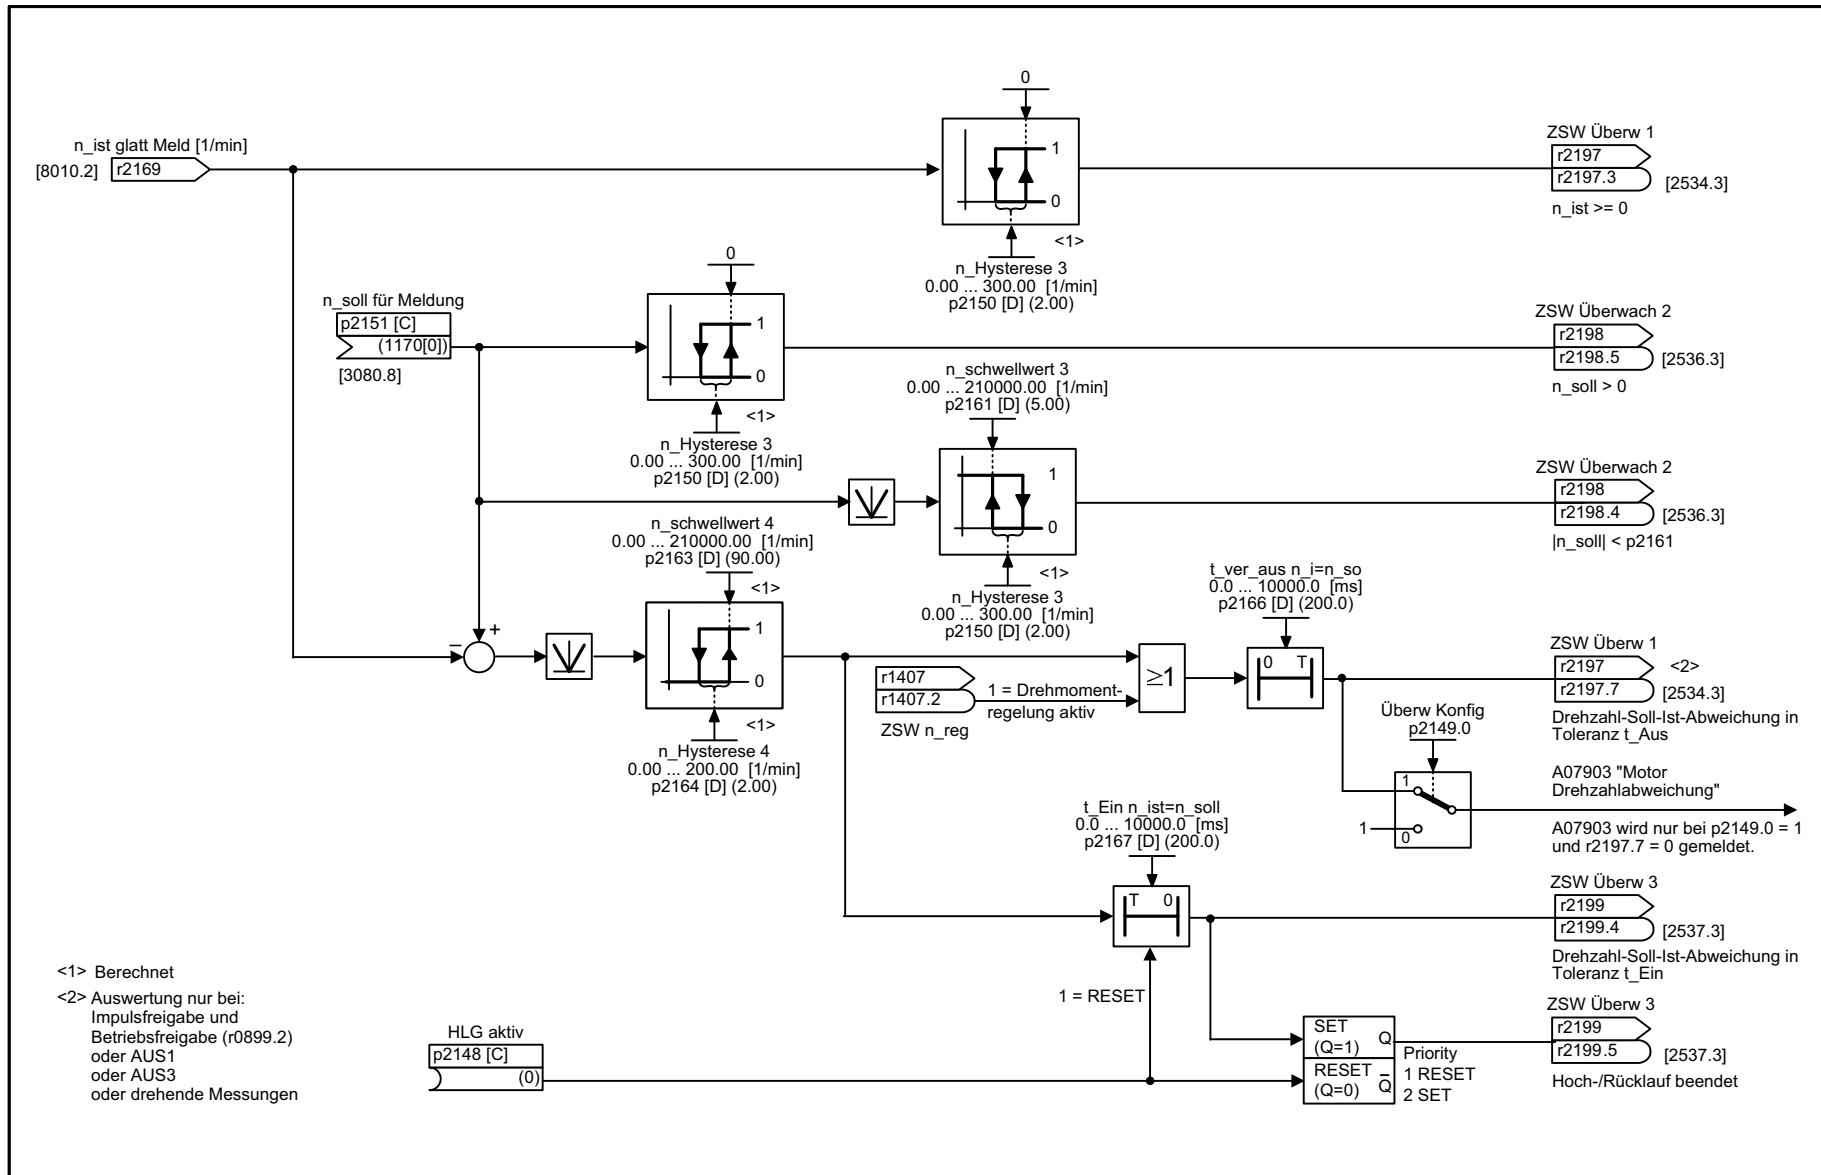 0
n_ist glatt Meld [1/min]
[8010.2]
r2169
1
0
<1>
n_Hysterese 3
0.00 ... 300.00 [1/min]
p2150 [D] (2.00)
ZSW Überw 1
r2197
r2197.3
[2534.3]
n_ist >= 0
0
n_soll für Meldung
p2151 [C]
(1170[0])
[3080.8]
1
0
<1>
n_Hysterese 3
0.00 ... 300.00 [1/min]
p2150 [D] (2.00)
ZSW Überwach 2
r2198
r2198.5
[2536.3]
n_soll > 0
n_schwellwert 3
0.00 ... 210000.00 [1/min]
p2161 [D] (5.00)
1
0
<1>
n_Hysterese 3
0.00 ... 300.00 [1/min]
p2150 [D] (2.00)
ZSW Überwach 2
r2198
r2198.4
[2536.3]
|n_soll| < p2161
n_schwellwert 4
0.00 ... 210000.00 [1/min]
p2163 [D] (90.00)
<1>
+
–
1
0
<1>
n_Hysterese 4
0.00 ... 200.00 [1/min]
p2164 [D] (2.00)
r1407
r1407.2
ZSW n_reg
1 = Drehmoment-
regelung aktiv
≥1
t_ver_aus n_i=n_so
0.0 ... 10000.0 [ms]
p2166 [D] (200.0)
0 T
ZSW Überw 1
r2197
<2>
r2197.7
[2534.3]
Drehzahl-Soll-Ist-Abweichung in
Toleranz t_Aus
Überw Konfig
p2149.0
1
1
0
A07903 "Motor
Drehzahlabweichung"
A07903 wird nur bei p2149.0 = 1
und r2197.7 = 0 gemeldet.
t_Ein n_ist=n_soll
0.0 ... 10000.0 [ms]
p2167 [D] (200.0)
T 0
1 = RESET
ZSW Überw 3
r2199
r2199.4
[2537.3]
Drehzahl-Soll-Ist-Abweichung in
Toleranz t_Ein
<1> Berechnet
<2> Auswertung nur bei:
Impulsfreigabe und
Betriebsfreigabe (r0899.2)
oder AUS1
oder AUS3
oder drehende Messungen
HLG aktiv
p2148 [C]
(0)
SET
(Q=1)
Q
RESET
(Q=0)
Q̅
Priority
1 RESET
2 SET
ZSW Überw 3
r2199
r2199.5
[2537.3]
Hoch-/Rücklauf beendet